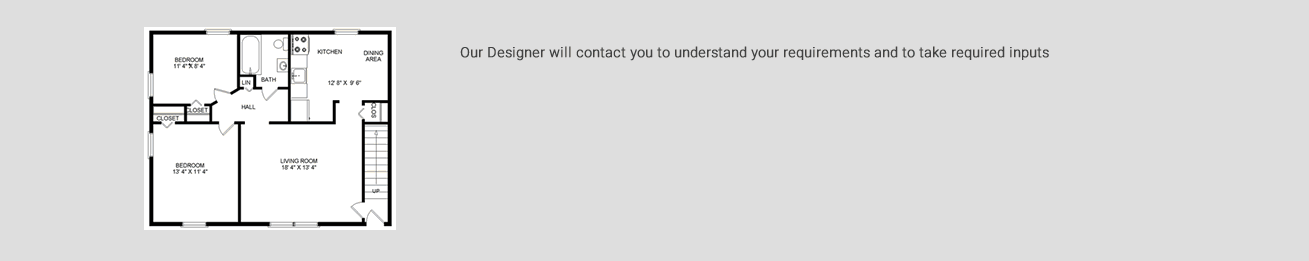 BEDROOM
11' 4" X 8' 4"
KITCHEN
DINING
AREA
12' 8" X 9' 6"
LIN
BATH
HALL
CLOSET
CLOSET
CLOS
BEDROOM
13' 4" X 11' 4"
LIVING ROOM
18' 4" X 13' 4"
UP
Our Designer will contact you to understand your requirements and to take required inputs